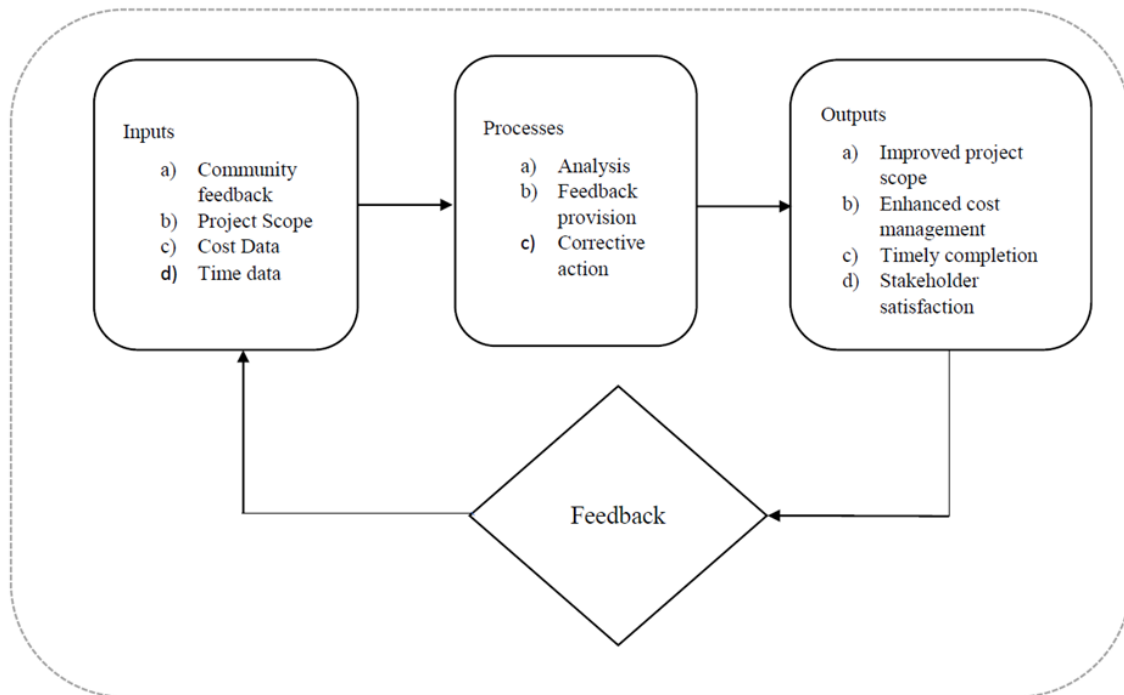 Inputs
a) Community
feedback
b) Project Scope
c) Cost Data
d) Time data
Processes
a) Analysis
b) Feedback
provision
c) Corrective
action
Outputs
a) Improved project
scope
b) Enhanced cost
management
c) Timely completion
d) Stakeholder
satisfaction
Feedback